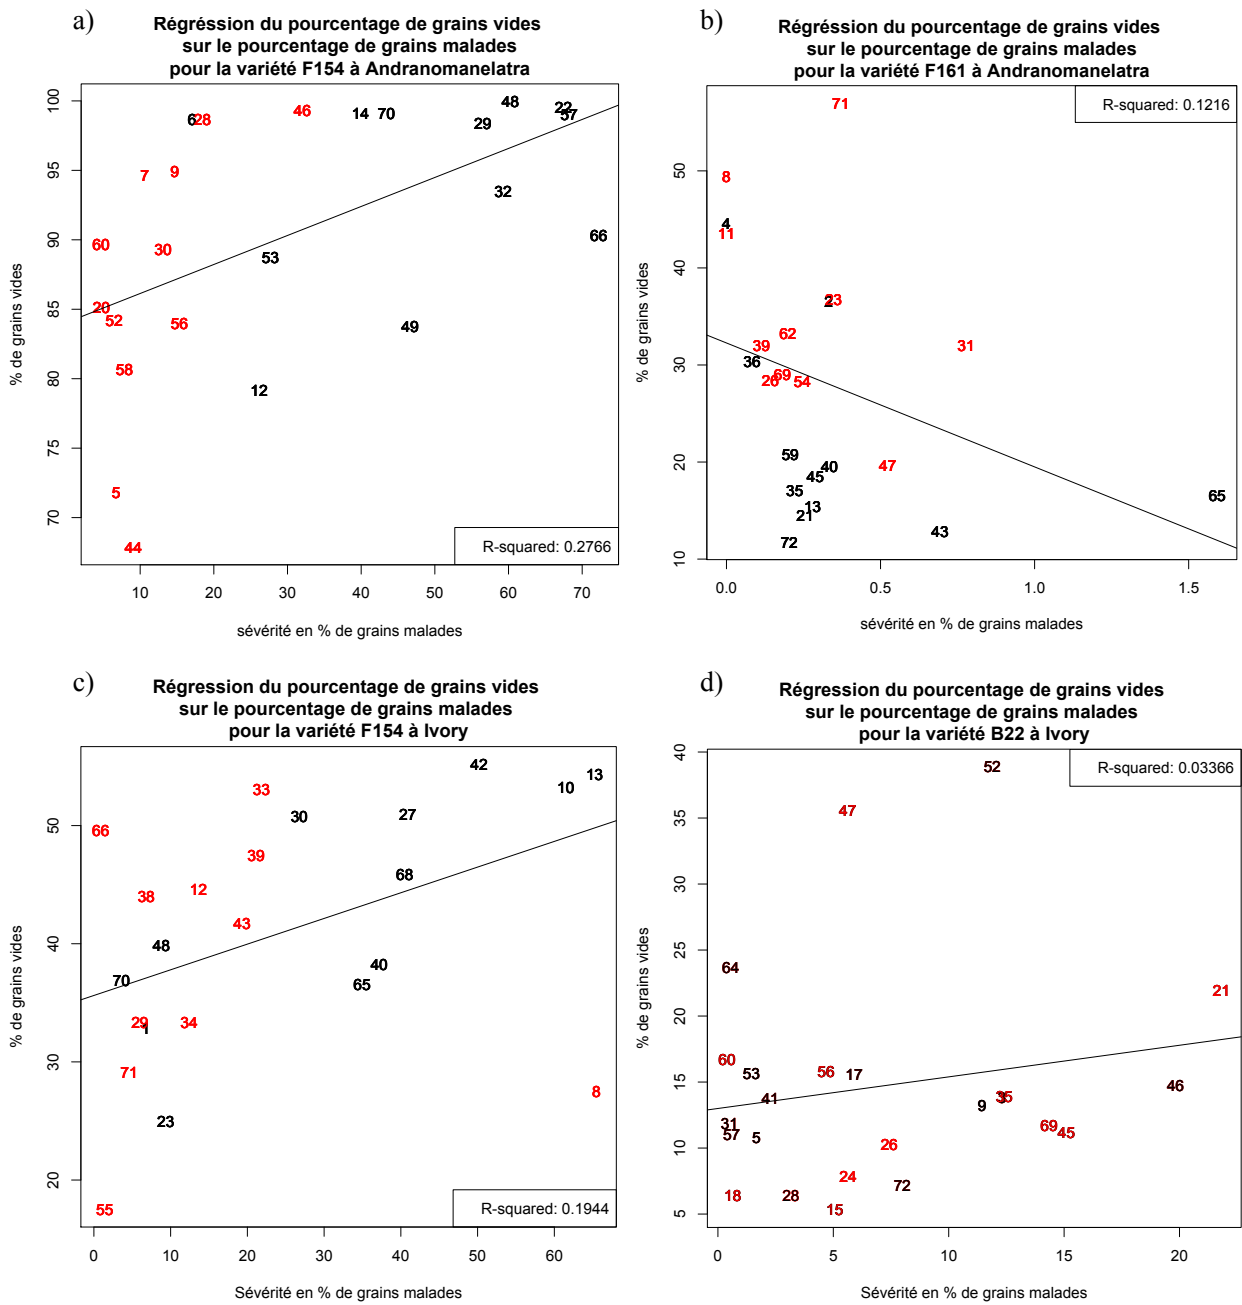 a)
Régréssion du pourcentage de grains vides
sur le pourcentage de grains malades
pour la variété F154 à Andranomanelatra
100
95
90
85
80
75
70
% de grains vides
6 28 46 14 70 48 22 57
29
7 9
32
66
60 30 53
20
52 56 49
58
12
5
44
R-squared: 0.2766
10 20 30 40 50 60 70
sévérité en % de grains malades
b)
Régression du pourcentage de grains vides
sur le pourcentage de grains malades
pour la variété F161 à Andranomanelatra
R-squared: 0.1216
50
40
30
20
10
% de grains vides
71
8
4
11
2 23
62
39 31
36
69
26 54
59
40 47
45
35 65
13
21
43
72
0.0 0.5 1.0 1.5
sévérité en % de grains malades
c)
Régression du pourcentage de grains vides
sur le pourcentage de grains malades
pour la variété F154 à Ivory
50
40
30
20
% de grains vides
42 13
33 10
30 27
66
39
68
12
38
43
48
40
70 65
29 1 34
71
8
23
55
R-squared: 0.1944
0 10 20 30 40 50 60
Sévérité en % de grains malades
d)
Régression du pourcentage de grains vides
sur le pourcentage de grains malades
pour la variété B22 à Ivory
R-squared: 0.03366
40
35
30
25
20
15
10
5
% de grains vides
52
47
64
21
60
53 56 17
46
41 35
9
31 69
57 5 45
26
24
72
18 28
15
0 5 10 15 20
Sévérité en % de grains malades